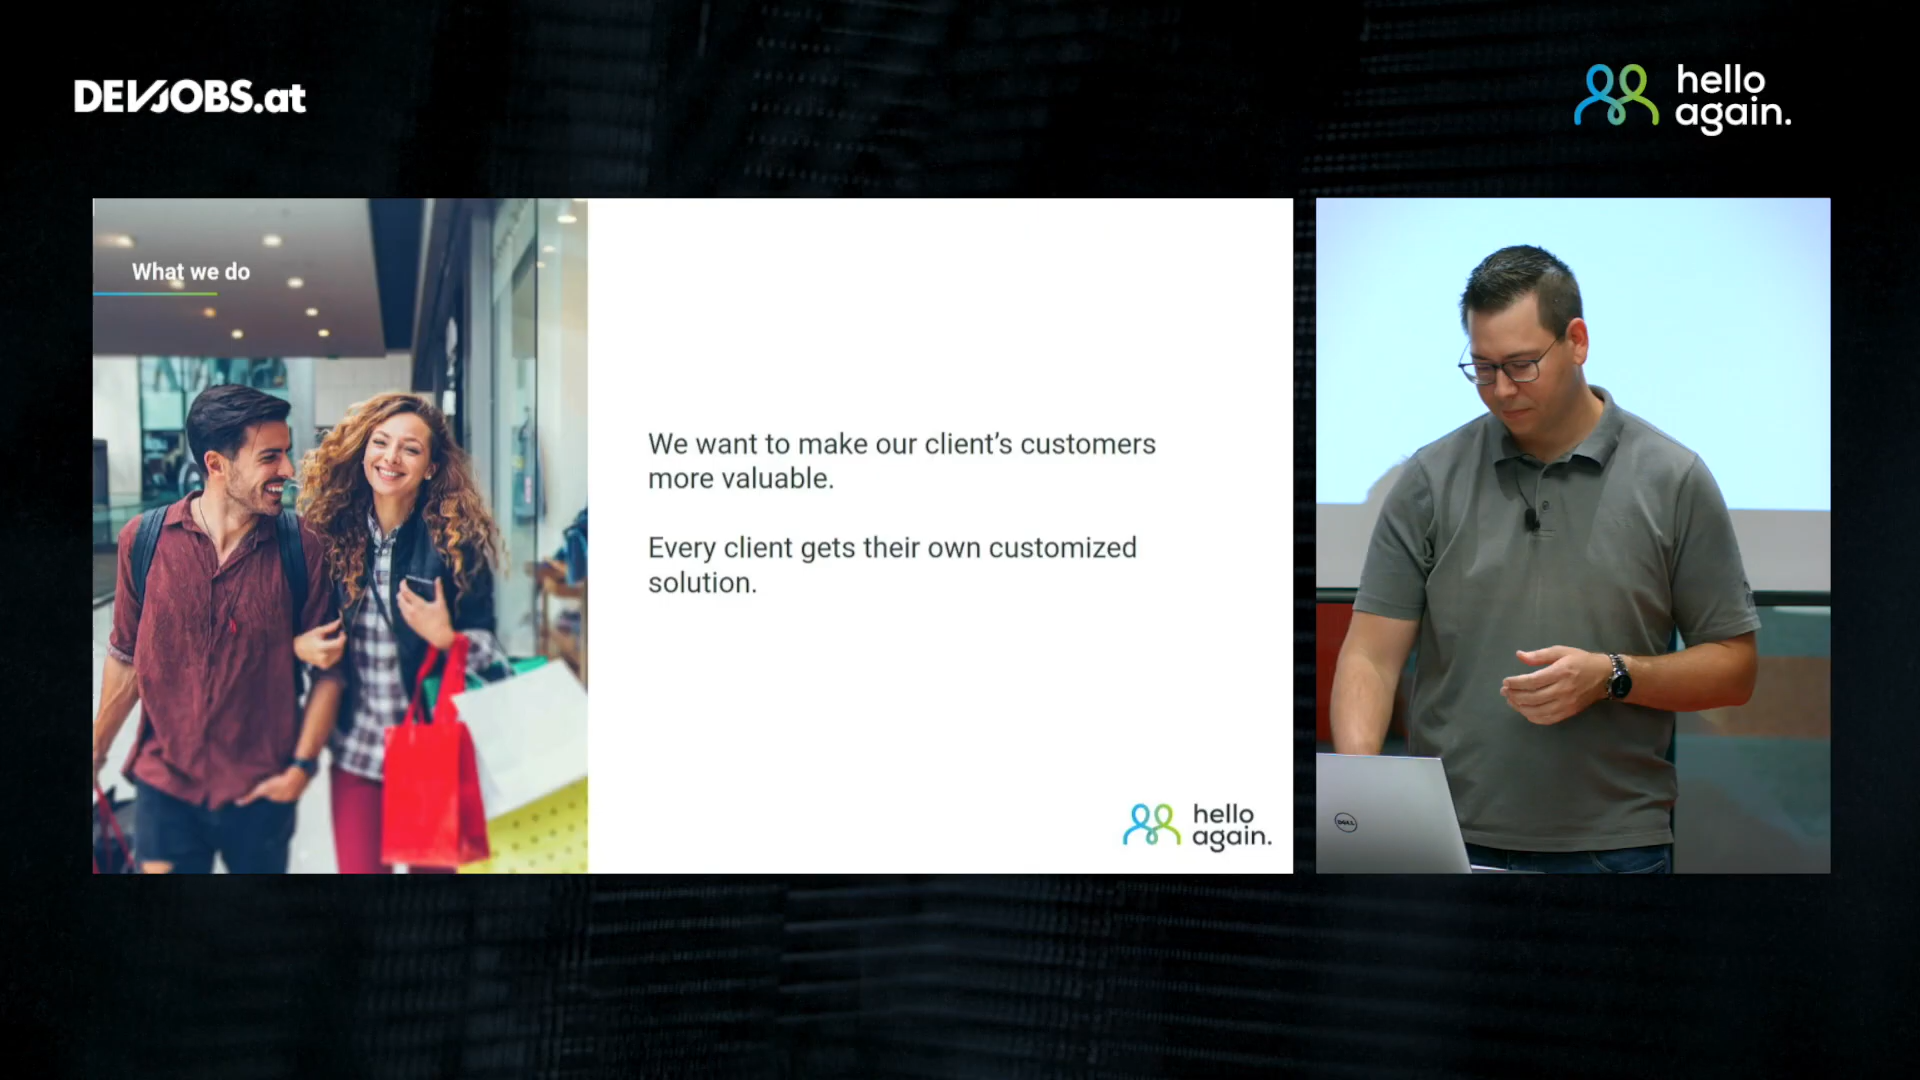 DEVJOBS.at
hello
again.
What we do
We want to make our client's customers
more valuable.
Every client gets their own customized
solution.
hello
again.
DELL